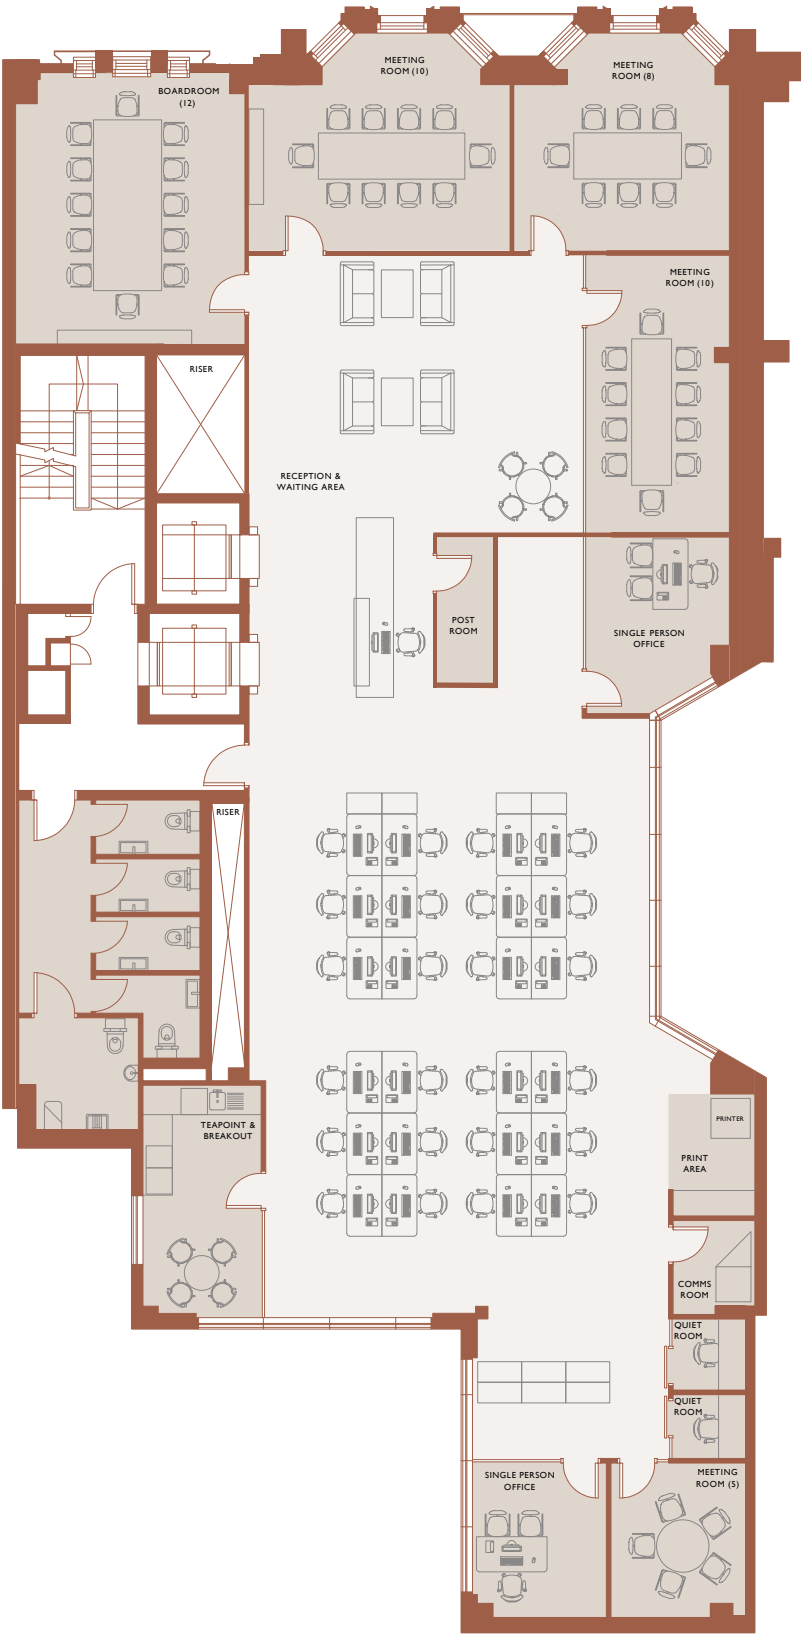 MEETING
ROOM (10)
MEETING
ROOM (8)
BOARDROOM
(12)
MEETING
ROOM (10)
RISER
RECEPTION &
WAITING AREA
POST
ROOM
SINGLE PERSON
OFFICE
RISER
TEAPOINT &
BREAKOUT
PRINTER
PRINT
AREA
COMMS
ROOM
QUIET
ROOM
QUIET
ROOM
SINGLE PERSON
OFFICE
MEETING
ROOM (5)